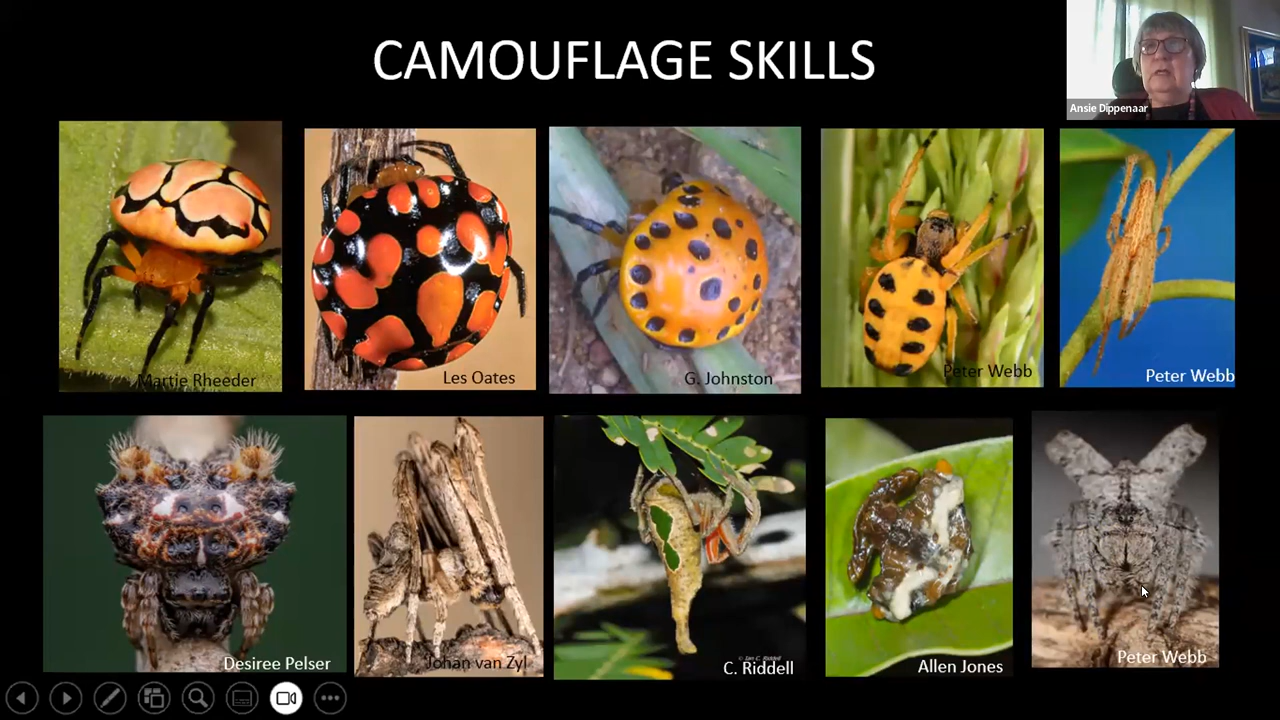 CAMOUFLAGE SKILLS
Ansie Dippenaar
Martie Rheeder
Les Oates
G. Johnston
Peter Webb
Peter Webb
Desiree Pelser
Johan van Zyl
C. Riddell
Allen Jones
Peter Webb